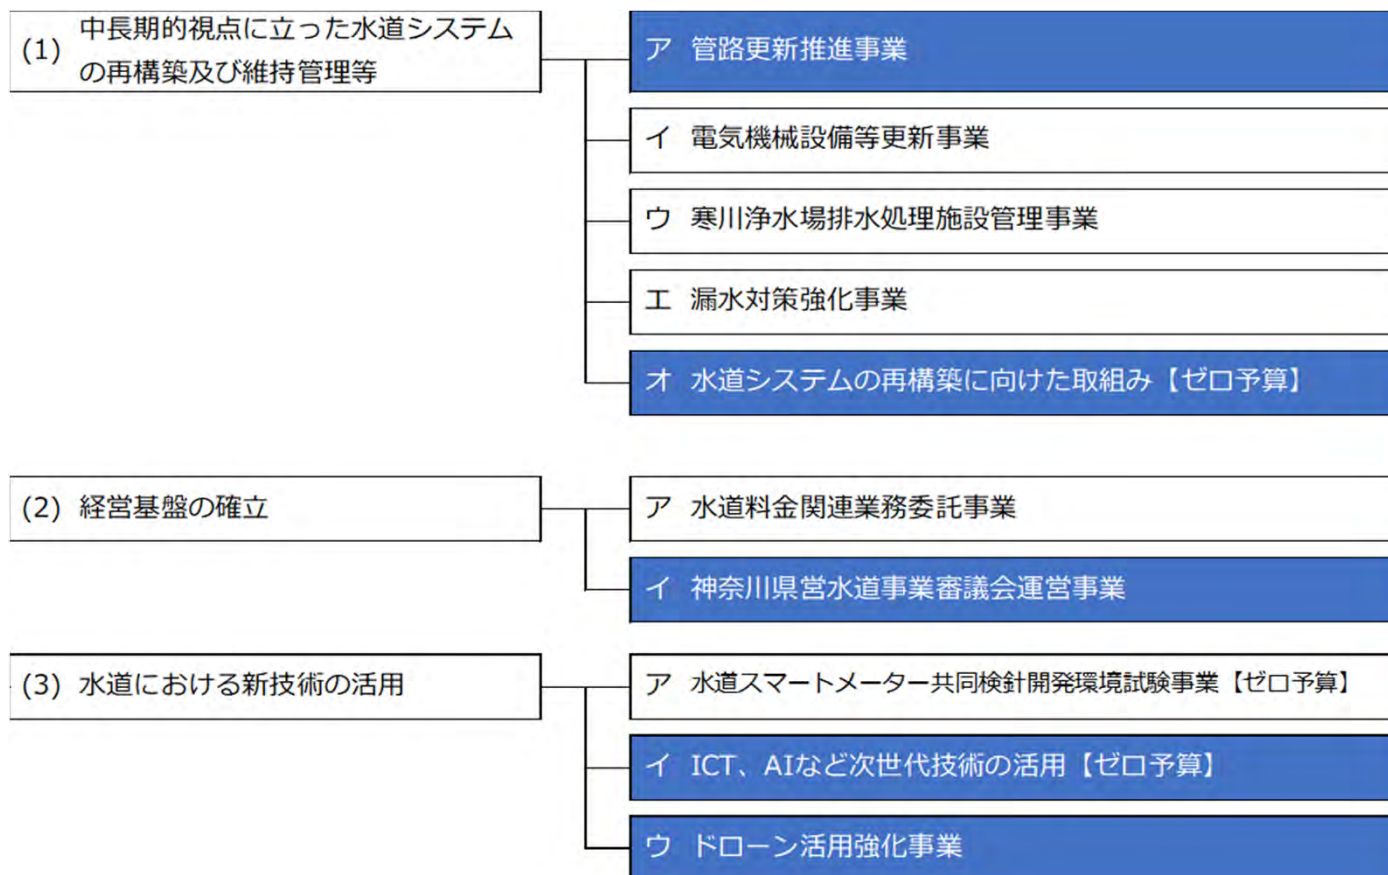 (1) 中長期的視点に立った水道システム
の再構築及び維持管理等
ア 管路更新推進事業
イ 電気機械設備等更新事業
ウ 寒川浄水場排水処理施設管理事業
エ 漏水対策強化事業
オ 水道システムの再構築に向けた取組み【ゼロ予算】
(2) 経営基盤の確立
ア 水道料金関連業務委託事業
イ 神奈川県営水道事業審議会運営事業
(3) 水道における新技術の活用
ア 水道スマートメーター共同検針開発環境試験事業【ゼロ予算】
イ ICT、AIなど次世代技術の活用【ゼロ予算】
ウ ドローン活用強化事業